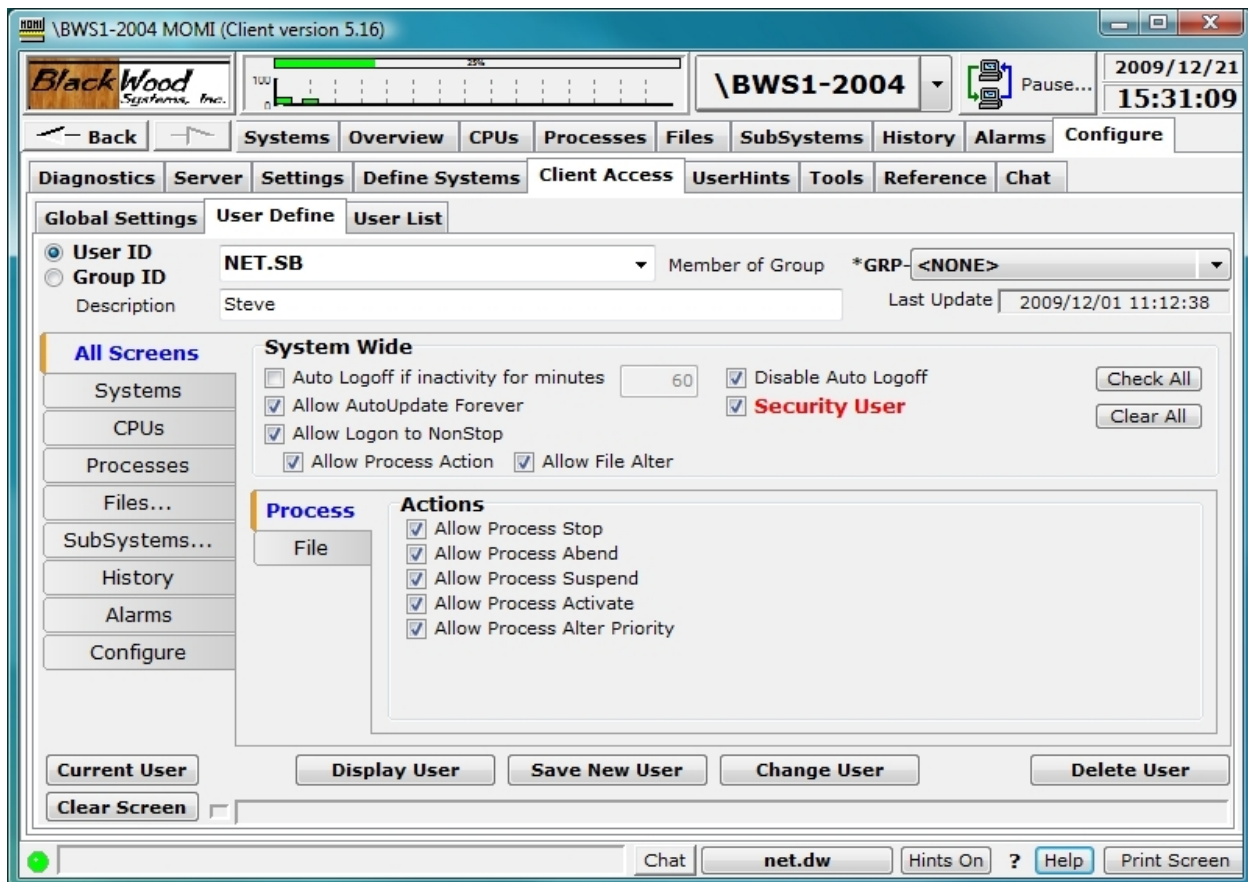 MOMI
\BWS1-2004 MOMI (Client version 5.16)
BlackWood
Systems, Inc.
25%
100
0
\BWS1-2004
Pause...
2009/12/21
15:31:09
Back
Systems Overview CPUs Processes Files SubSystems History Alarms Configure
Diagnostics Server Settings Define Systems Client Access UserHints Tools Reference Chat
Global Settings User Define User List
User ID
Group ID
NET.SB
Member of Group *GRP- <NONE>
Description Steve
Last Update 2009/12/01 11:12:38
All Screens
Systems
CPUs
Processes
Files...
SubSystems...
History
Alarms
Configure
System Wide
Auto Logoff if inactivity for minutes 60
Disable Auto Logoff
Check All
Allow AutoUpdate Forever
Security User
Clear All
Allow Logon to NonStop
Allow Process Action Allow File Alter
Process
File
Actions
Allow Process Stop
Allow Process Abend
Allow Process Suspend
Allow Process Activate
Allow Process Alter Priority
Current User Display User Save New User Change User Delete User
Clear Screen
Chat net.dw Hints On ? Help Print Screen